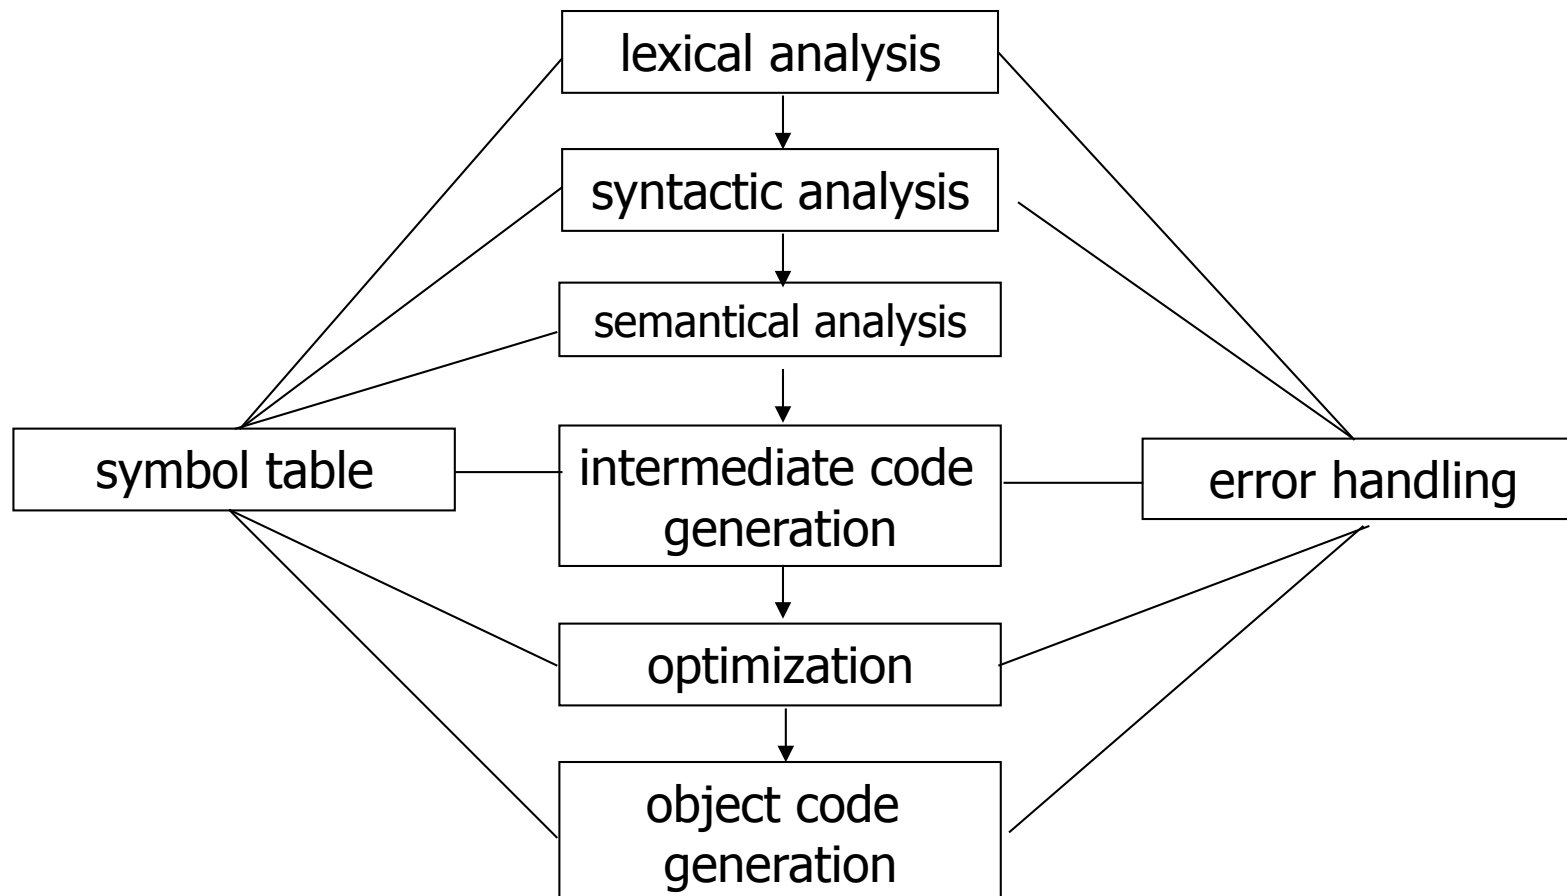 lexical analysis
syntactic analysis
semantical analysis
symbol table
intermediate code
generation
error handling
optimization
object code
generation